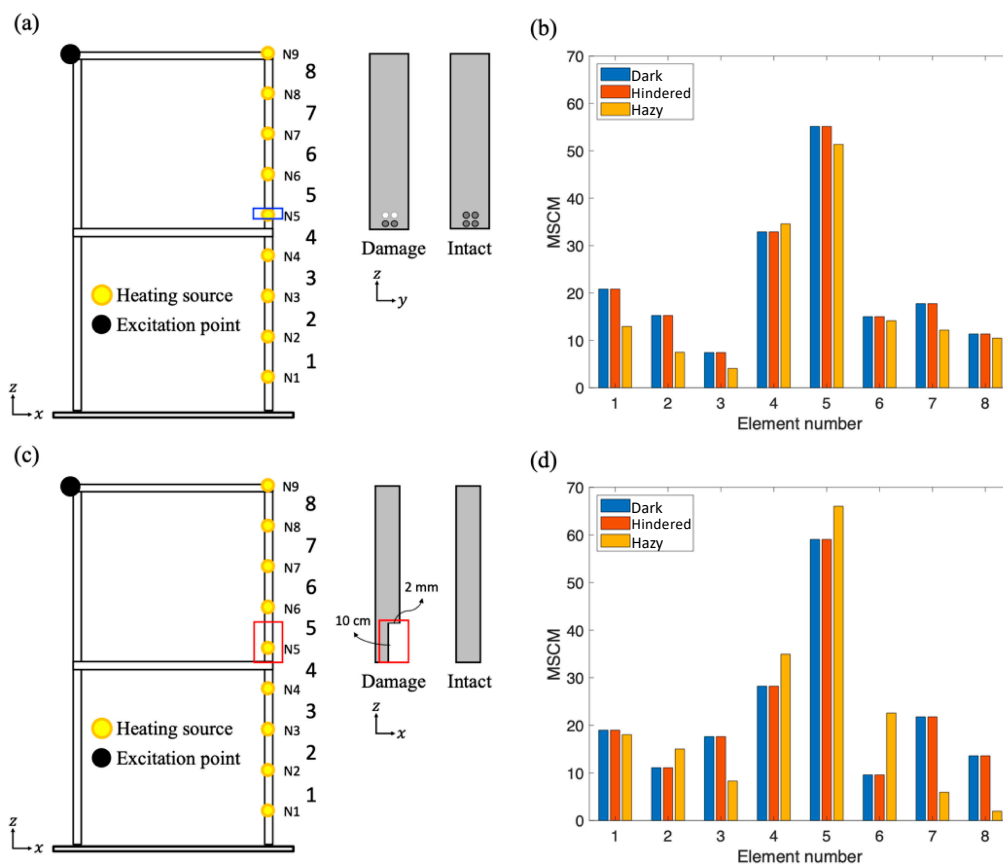 (a)
N9
8
N8
7
N7
6
N6
5
N5
4
N4
3
N3
2
N2
1
N1
Heating source
Excitation point
z
x
Damage
Intact
z
y
(b)
70
60
50
40
30
20
10
0
MSCM
Dark
Hindered
Hazy
1 2 3 4 5 6 7 8
Element number
(c)
N9
8
N8
7
N7
6
N6
5
N5
4
N4
3
N3
2
N2
1
N1
Heating source
Excitation point
z
x
2 mm
10 cm
Damage
Intact
z
x
(d)
70
60
50
40
30
20
10
0
MSCM
Dark
Hindered
Hazy
1 2 3 4 5 6 7 8
Element number